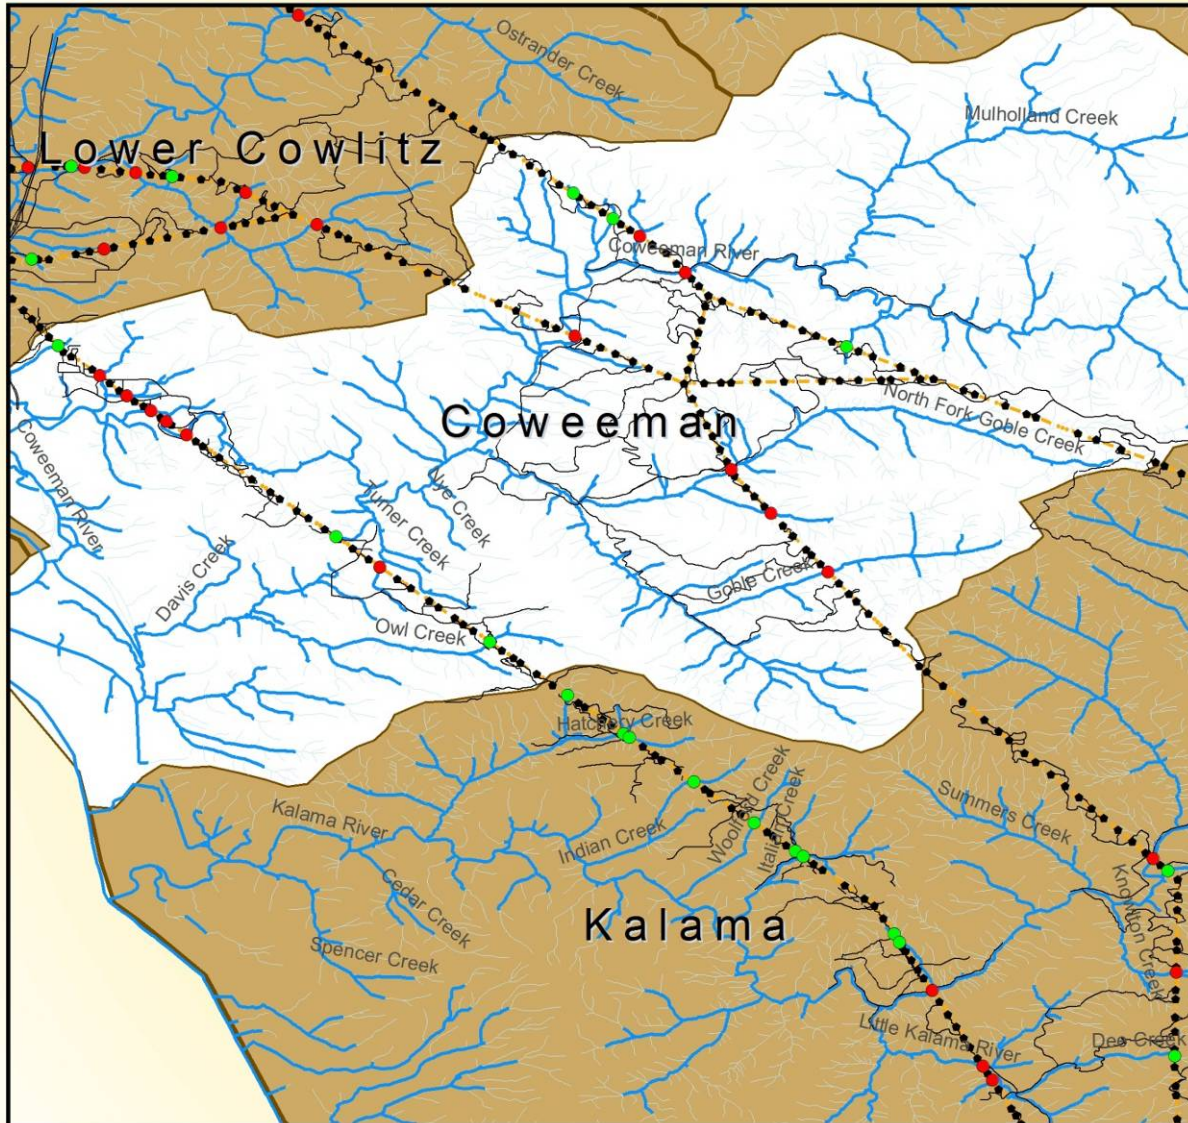 Ostrander Creek
Mulholland Creek
Lower Cowlitz
Coweeman River
Coweeman
North Fork Goble Creek
Coweeman River
Nye Creek
Turner Creek
Davis Creek
Goble Creek
Owl Creek
Hatchery Creek
Kalama River
Indian Creek
Woolford Creek
Italian Creek
Summers Creek
Cedar Creek
Knowlton Creek
Kalama
Spencer Creek
Little Kalama River
Dee Creek